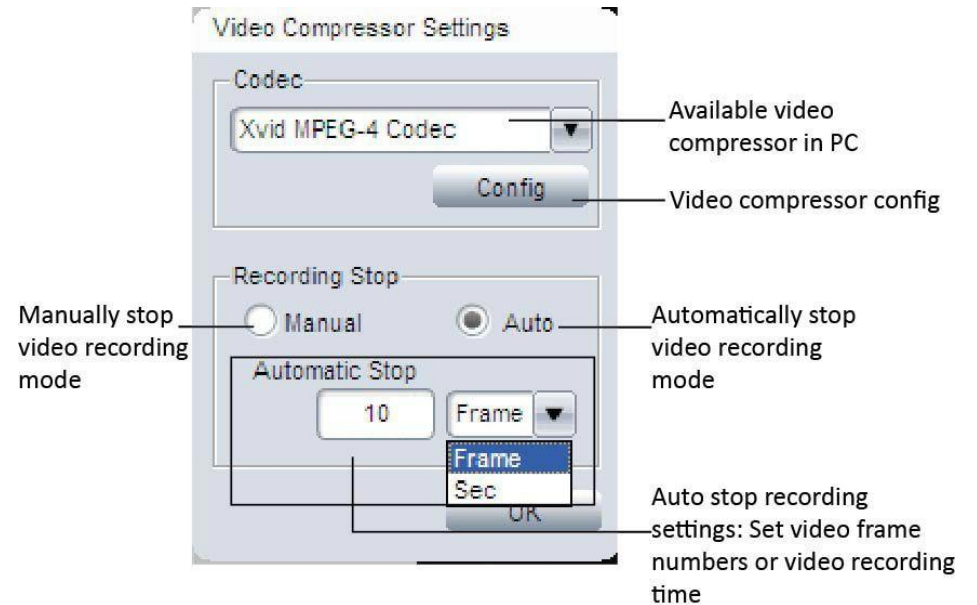 Video Compressor Settings
Codec
Xvid MPEG-4 Codec
Available video
compressor in PC
Config
Video compressor config
Recording Stop
Manually stop
video recording
mode
Manual
Auto
Automatically stop
video recording
mode
Automatic Stop
10
Frame
Frame
Sec
OK
Auto stop recording
settings: Set video frame
numbers or video recording
time